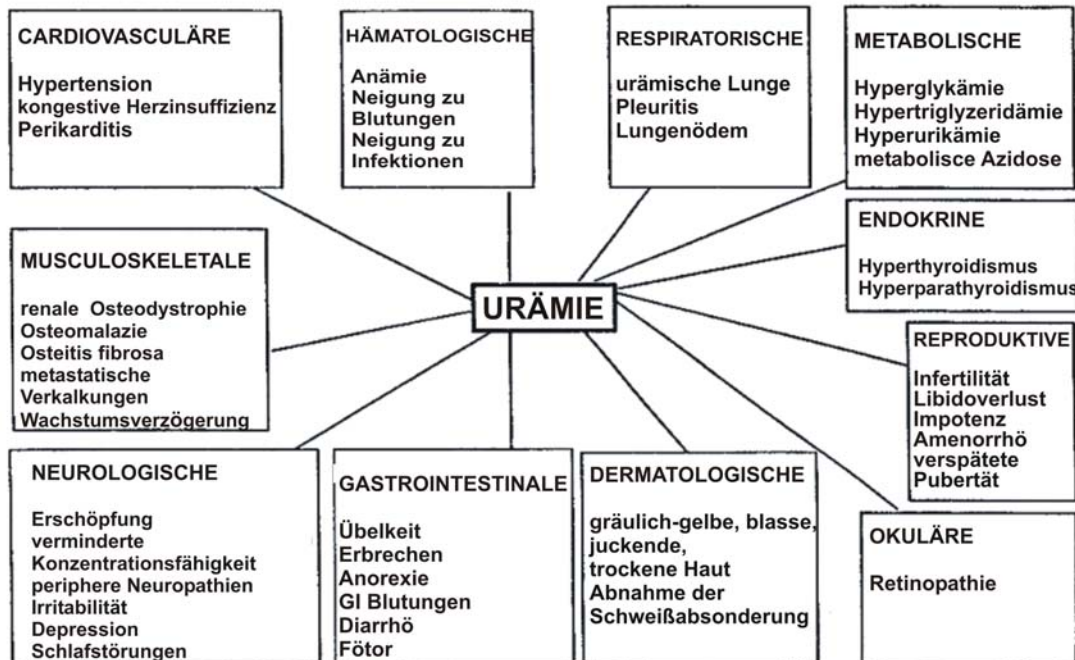 CARDIOVASCULÄRE
Hypertension
kongestive Herzinsuffizienz
Perikarditis
HÄMATOLOGISCHE
Anämie
Neigung zu
Blutungen
Neigung zu
Infektionen
RESPIRATORISCHE
urämische Lunge
Pleuritis
Lungenödem
METABOLISCHE
Hyperglykämie
Hypertriglyzeridämie
Hyperurikämie
metabolisce Azidose
MUSCULOSKELETALE
renale Osteodystrophie
Osteomalazie
Osteitis fibrosa
metastatische
Verkalkungen
Wachstumsverzögerung
URÄMIE
ENDOKRINE
Hyperthyroidismus
Hyperparathyroidismus
REPRODUKTIVE
Infertilität
Libidoverlust
Impotenz
Amenorrhö
verspätete
Pubertät
NEUROLOGISCHE
Erschöpfung
verminderte
Konzentrationsfähigkeit
periphere Neuropathien
Irritabilität
Depression
Schlafstörungen
GASTROINTESTINALE
Übelkeit
Erbrechen
Anorexie
GI Blutungen
Diarrhö
Fötor
DERMATOLOGISCHE
gräulich-gelbe, blasse,
juckende,
trockene Haut
Abnahme der
Schweißabsonderung
OKULÄRE
Retinopathie